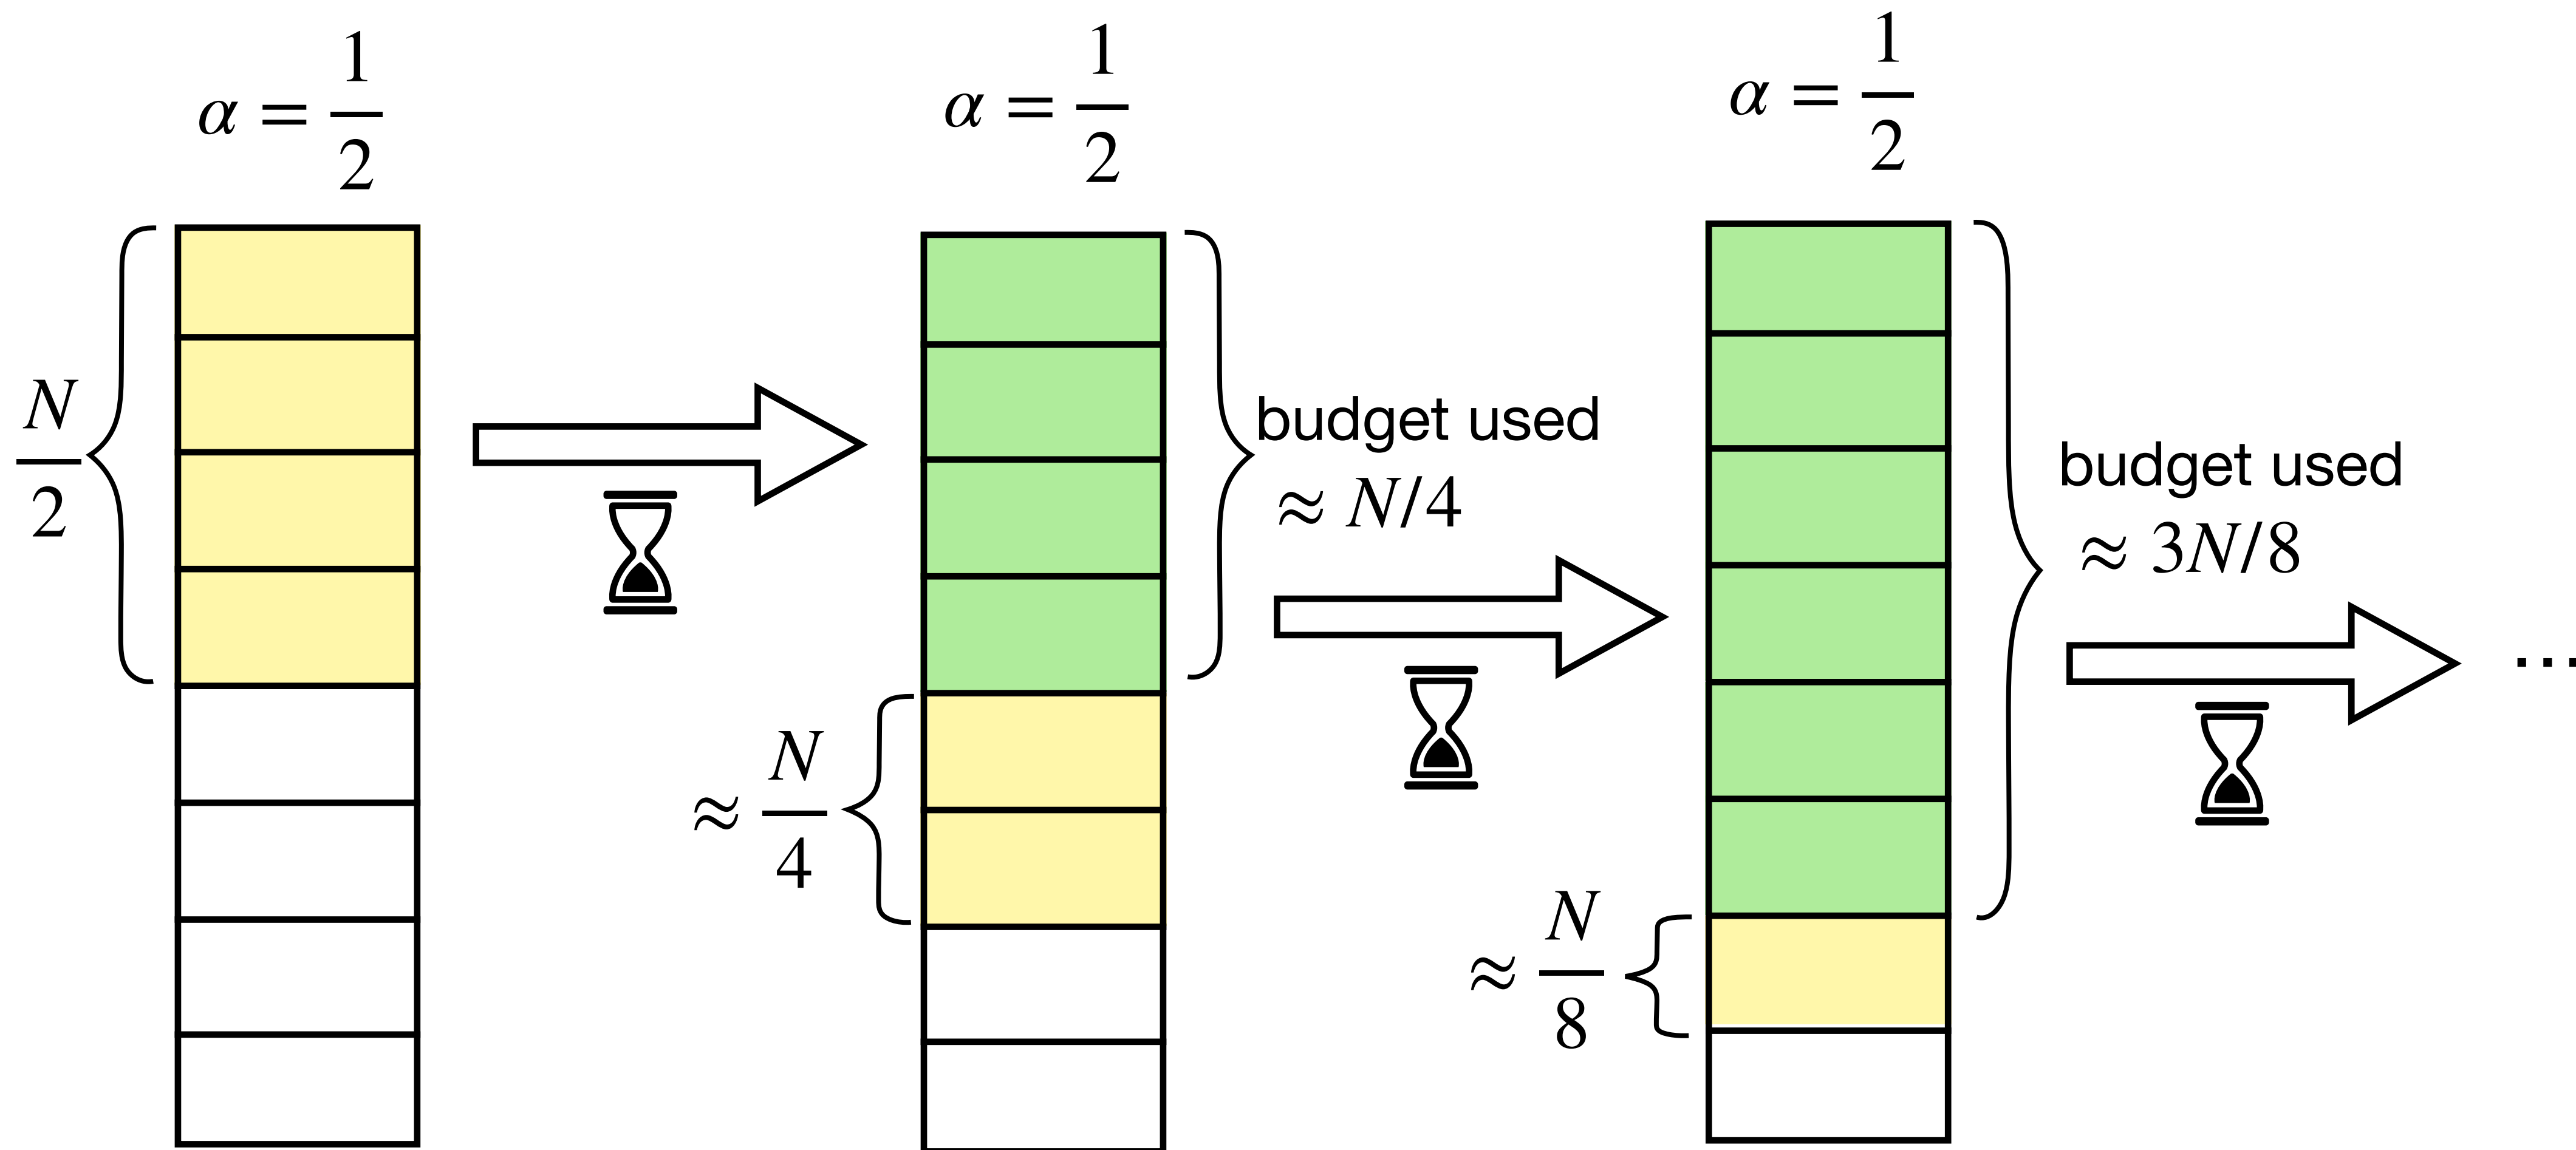 α = 1/2
α = 1/2
α = 1/2
N/2
budget used
≈ N/4
budget used
≈ 3N/8
≈ N/4
≈ N/8
...